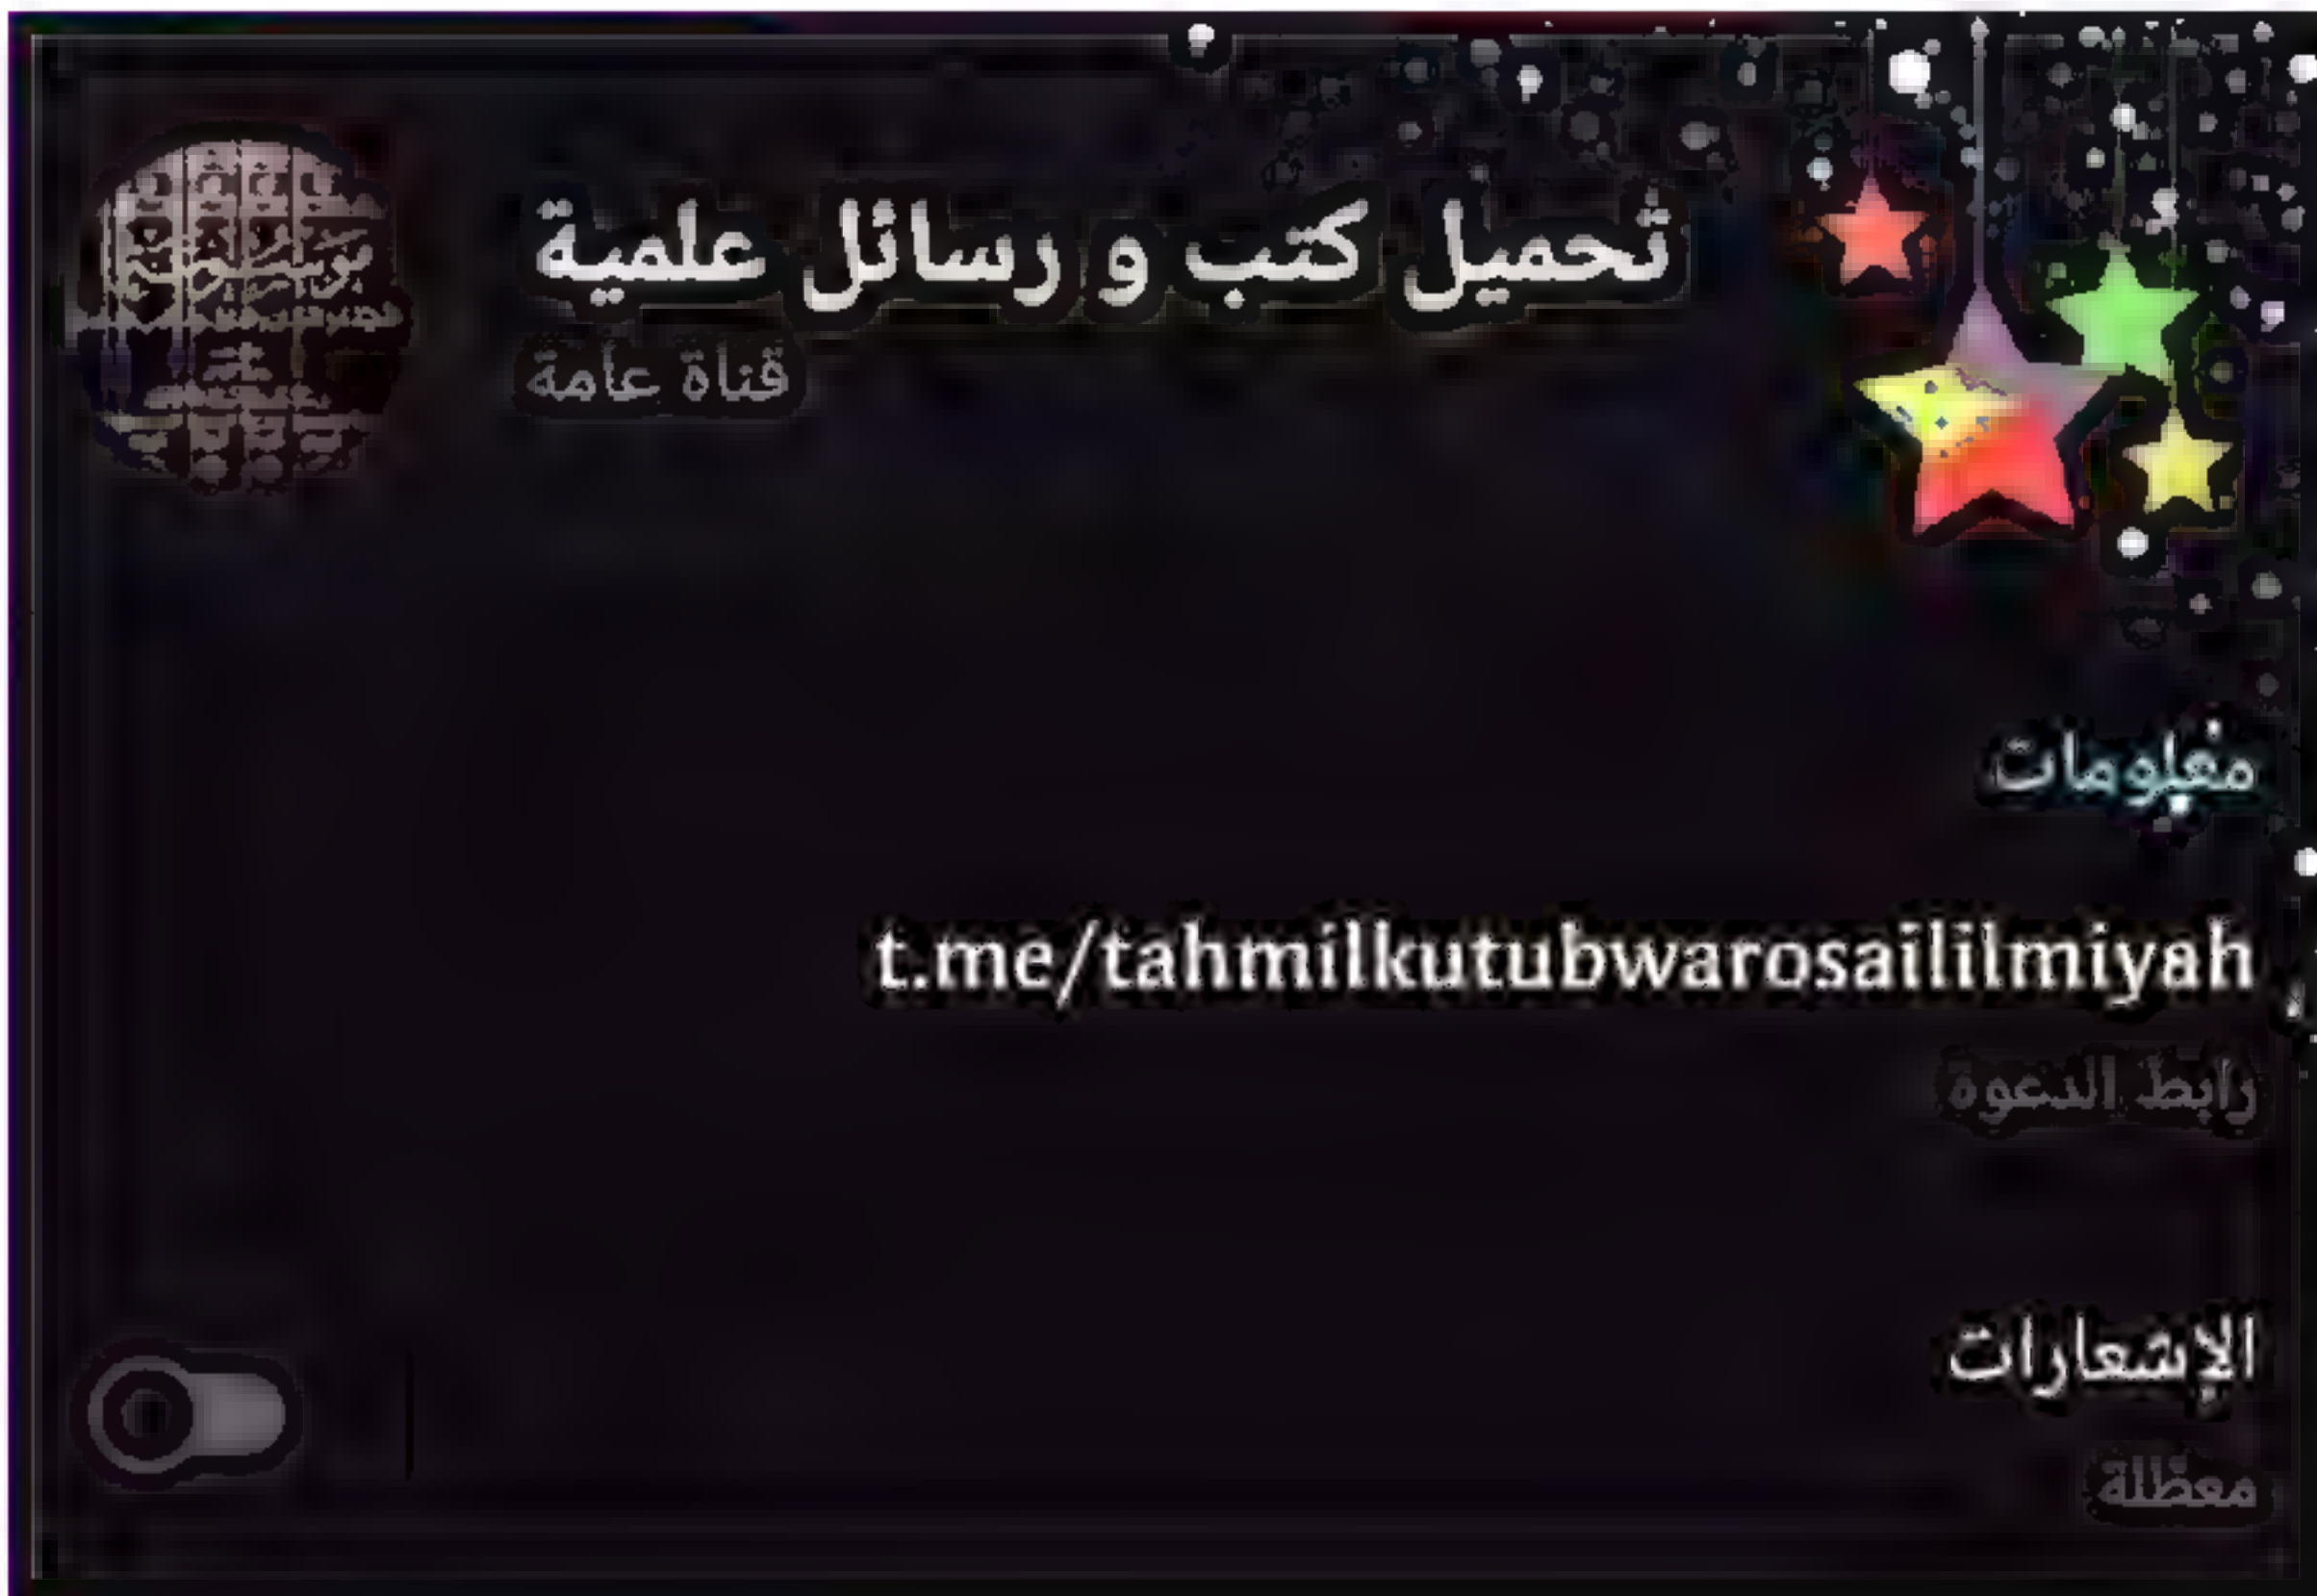 تحميل كتب و رسائل علمية
قناة عامة
معلومات
t.me/tahmilkutubwarosaililmiyah
رابط الدعوة
الإشعارات
معطلة